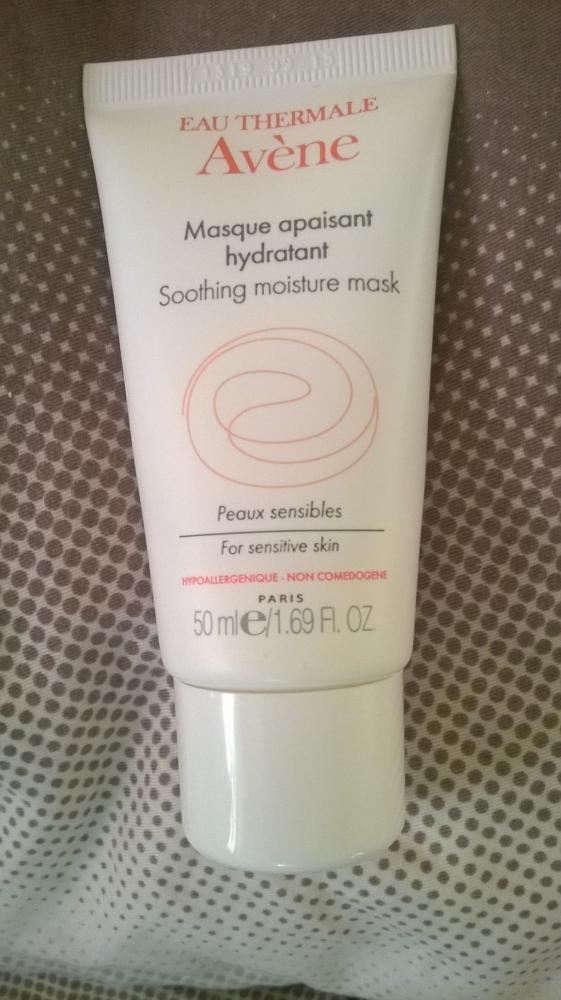 EAU THERMALE
Avène
Masque apaisant
hydratant
Soothing moisture mask
Peaux sensibles
For sensitive skin
HYPOALLERGENIQUE - NON COMEDOGENE
PARIS
50 ml e/1.69 Fl. OZ.